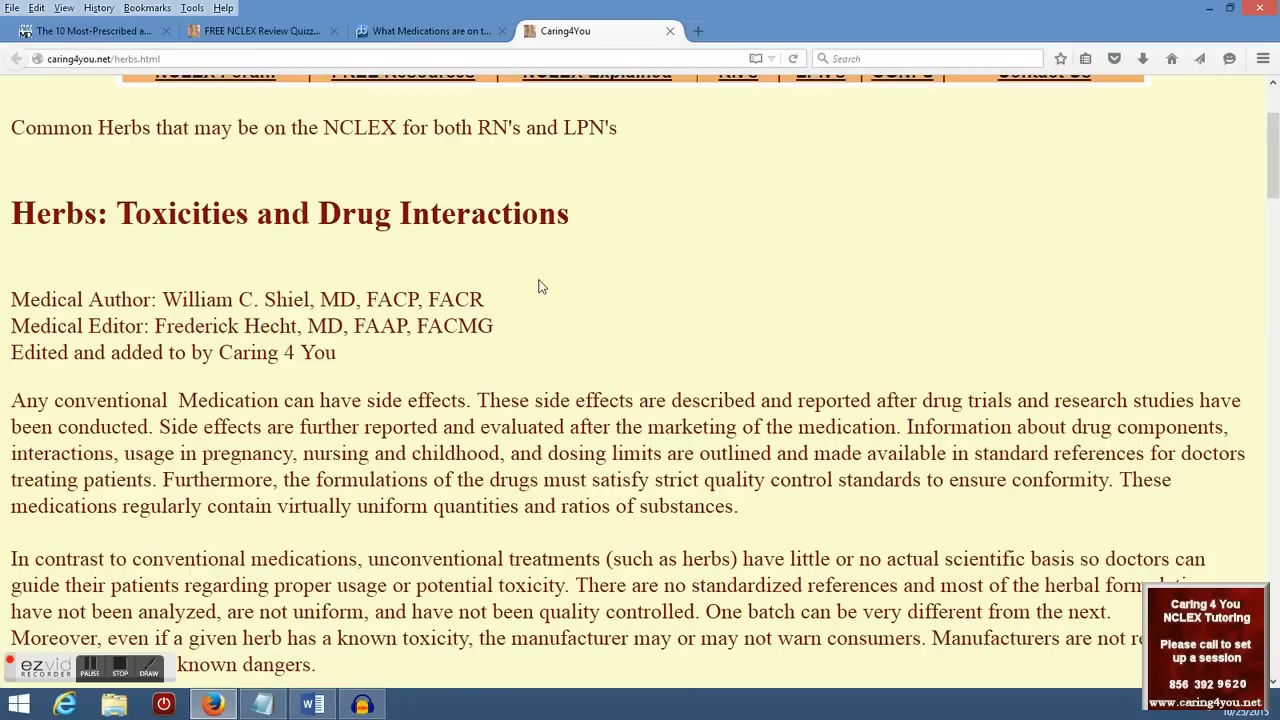 File Edit View History Bookmarks Tools Help
The 10 Most-Prescribed a...
FREE NCLEX Review Quizz...
What Medications are on t...
Caring4You
caring4you.net/herbs.html
Search
NCLEX Forum FREE Resources NCLEX Explained RN's LPN's Contact Us
Common Herbs that may be on the NCLEX for both RN's and LPN's
Herbs: Toxicities and Drug Interactions
Medical Author: William C. Shiel, MD, FACP, FACR
Medical Editor: Frederick Hecht, MD, FAAP, FACMG
Edited and added to by Caring 4 You
Any conventional  Medication can have side effects. These side effects are described and reported after drug trials and research studies have
been conducted. Side effects are further reported and evaluated after the marketing of the medication. Information about drug components,
interactions, usage in pregnancy, nursing and childhood, and dosing limits are outlined and made available in standard references for doctors
treating patients. Furthermore, the formulations of the drugs must satisfy strict quality control standards to ensure conformity. These
medications regularly contain virtually uniform quantities and ratios of substances.
In contrast to conventional medications, unconventional treatments (such as herbs) have little or no actual scientific basis so doctors can
guide their patients regarding proper usage or potential toxicity. There are no standardized references and most of the herbal
have not been analyzed, are not uniform, and have not been quality controlled. One batch can be very different from the next.
Moreover, even if a given herb has a known toxicity, the manufacturer may or may not warn consumers. Manufacturers are not
known dangers.
ezvid
RECORDER
PAUSE STOP DRAW
Caring 4 You
NCLEX Tutoring
Please call to set
up a session
856 392 9620
www.caring4you.net
10/25/2015